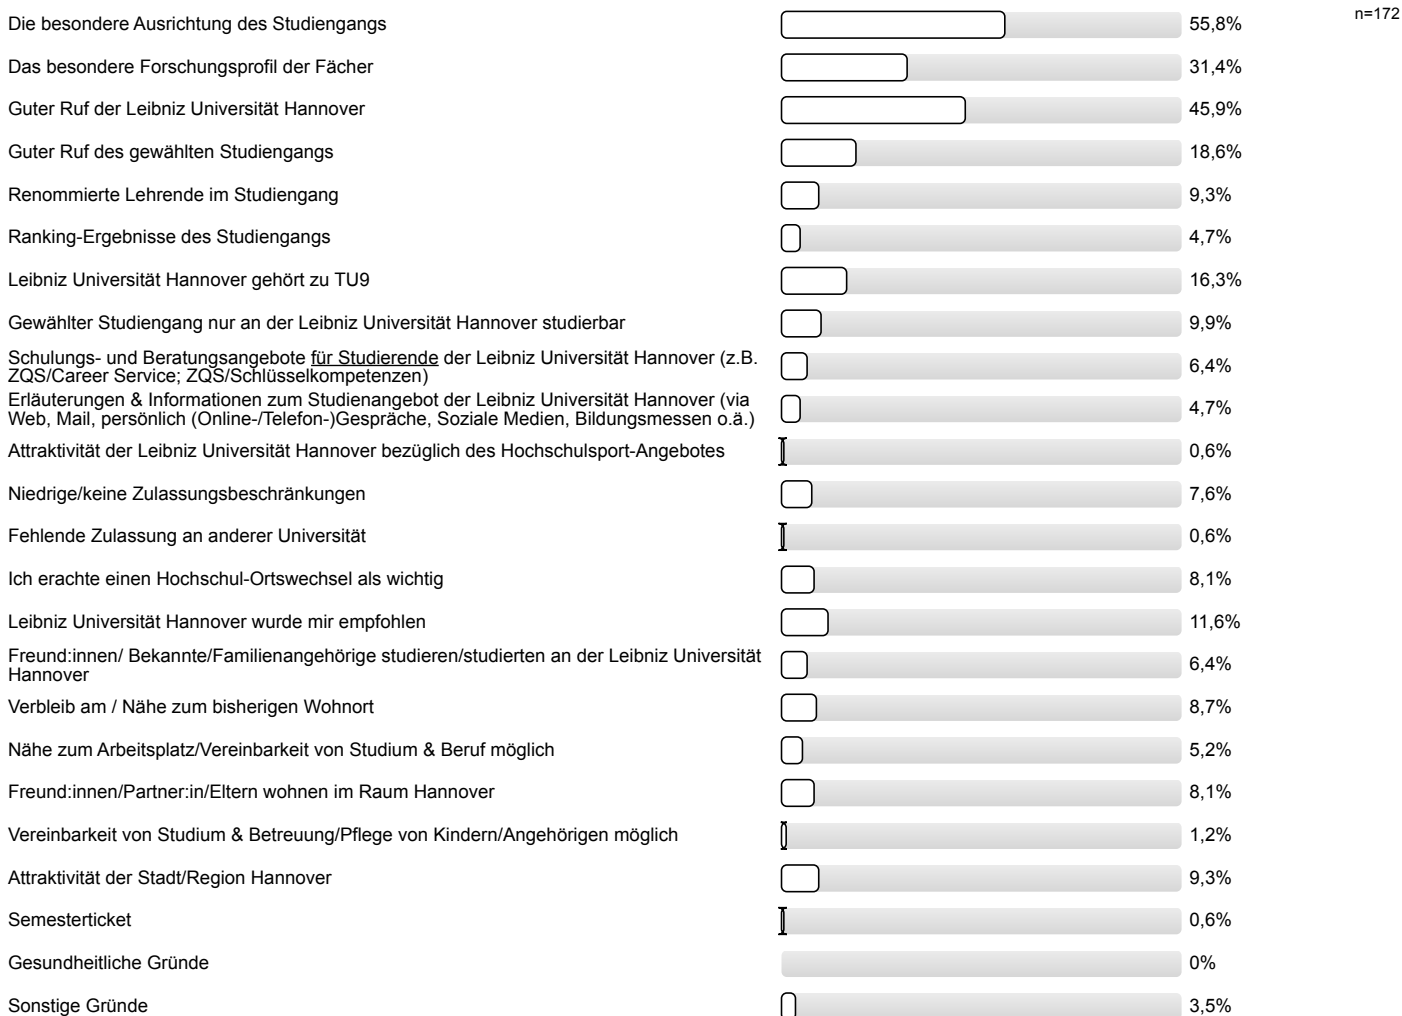 Die besondere Ausrichtung des Studiengangs 55,8% n=172
Das besondere Forschungsprofil der Fächer 31,4%
Guter Ruf der Leibniz Universität Hannover 45,9%
Guter Ruf des gewählten Studiengangs 18,6%
Renommierte Lehrende im Studiengang 9,3%
Ranking-Ergebnisse des Studiengangs 4,7%
Leibniz Universität Hannover gehört zu TU9 16,3%
Gewählter Studiengang nur an der Leibniz Universität Hannover studierbar 9,9%
Schulungs- und Beratungsangebote für Studierende der Leibniz Universität Hannover (z.B.
ZQS/Career Service; ZQS/Schlüsselkompetenzen) 6,4%
Erläuterungen & Informationen zum Studienangebot der Leibniz Universität Hannover (via
Web, Mail, persönlich (Online-/Telefon-)Gespräche, Soziale Medien, Bildungsmessen o.ä.) 4,7%
Attraktivität der Leibniz Universität Hannover bezüglich des Hochschulsport-Angebotes 0,6%
Niedrige/keine Zulassungsbeschränkungen 7,6%
Fehlende Zulassung an anderer Universität 0,6%
Ich erachte einen Hochschul-Ortswechsel als wichtig 8,1%
Leibniz Universität Hannover wurde mir empfohlen 11,6%
Freund:innen/ Bekannte/Familienangehörige studieren/studierten an der Leibniz Universität
Hannover 6,4%
Verbleib am / Nähe zum bisherigen Wohnort 8,7%
Nähe zum Arbeitsplatz/Vereinbarkeit von Studium & Beruf möglich 5,2%
Freund:innen/Partner:in/Eltern wohnen im Raum Hannover 8,1%
Vereinbarkeit von Studium & Betreuung/Pflege von Kindern/Angehörigen möglich 1,2%
Attraktivität der Stadt/Region Hannover 9,3%
Semesterticket 0,6%
Gesundheitliche Gründe 0%
Sonstige Gründe 3,5%